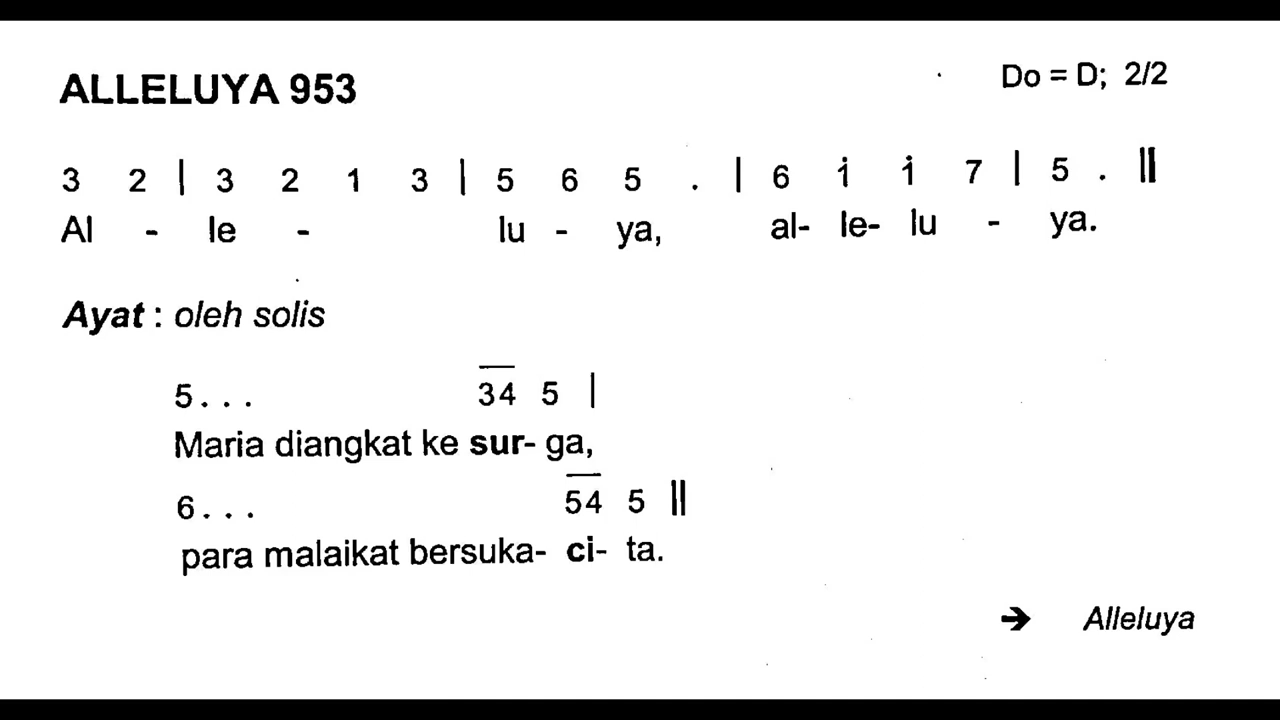 ALLELUYA 953
Do = D; 2/2
3 2 | 3 2 1 3 | 5 6 5 . | 6 i i 7 | 5 . ||
Al - le - lu - ya, al- le- lu - ya.
Ayat : oleh solis
5 . . . 34 5 |
Maria diangkat ke sur- ga,
6 . . . 54 5 ||
para malaikat bersuka- ci- ta.
➔ Alleluya